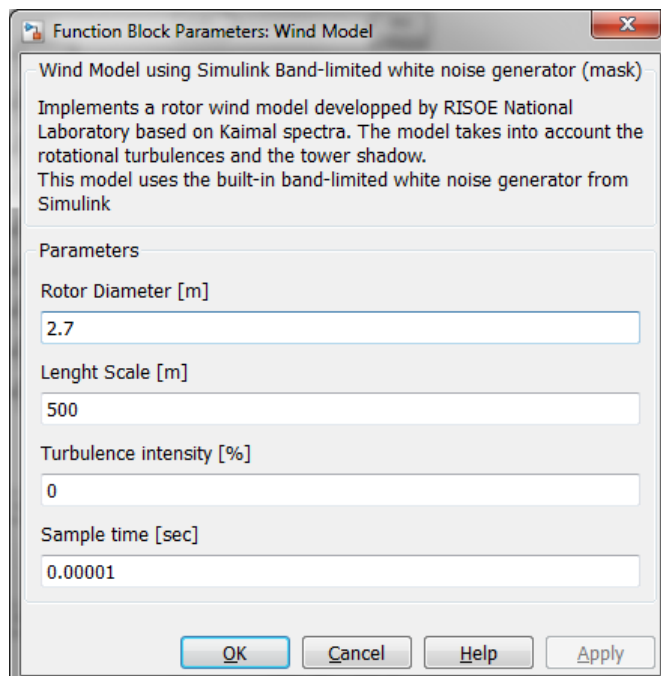 Function Block Parameters: Wind Model
Wind Model using Simulink Band-limited white noise generator (mask)
Implements a rotor wind model developped by RISOE National
Laboratory based on Kaimal spectra. The model takes into account the
rotational turbulences and the tower shadow.
This model uses the built-in band-limited white noise generator from
Simulink
Parameters
Rotor Diameter [m]
2.7
Lenght Scale [m]
500
Turbulence intensity [%]
0
Sample time [sec]
0.00001
OK Cancel Help Apply